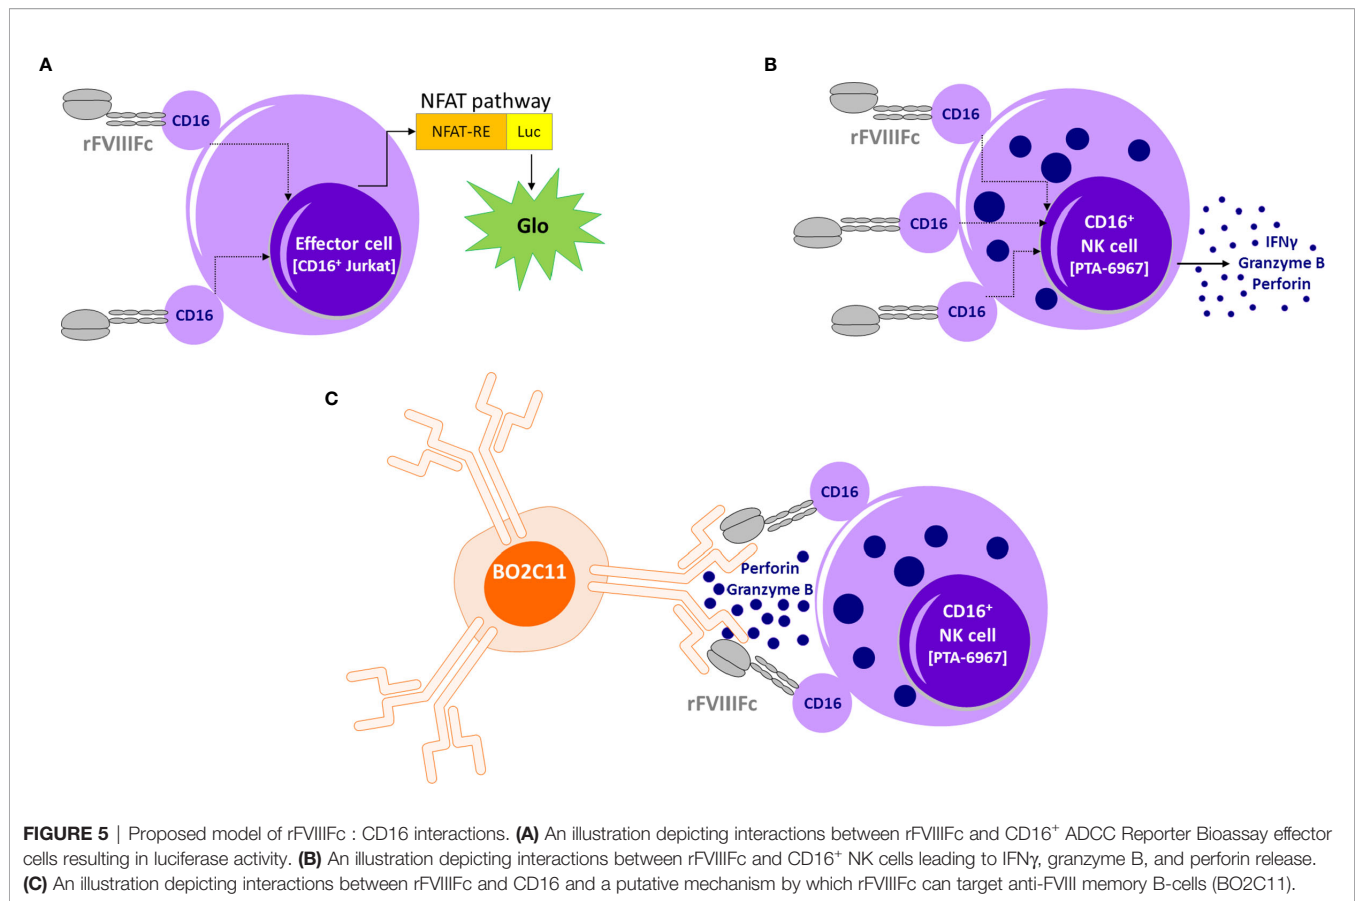 A
CD16
rFVIIIFc
NFAT pathway
NFAT-RE Luc
Glo
Effector cell
[CD16⁺ Jurkat]
CD16
B
CD16
rFVIIIFc
CD16
CD16⁺
NK cell
[PTA-6967]
IFNγ
Granzyme B
Perforin
CD16
C
CD16
BO2C11
Perforin
Granzyme B
CD16⁺
NK cell
[PTA-6967]
rFVIIIFc
CD16
FIGURE 5 | Proposed model of rFVIIIFc : CD16 interactions. (A) An illustration depicting interactions between rFVIIIFc and CD16⁺ ADCC Reporter Bioassay effector
cells resulting in luciferase activity. (B) An illustration depicting interactions between rFVIIIFc and CD16⁺ NK cells leading to IFNγ, granzyme B, and perforin release.
(C) An illustration depicting interactions between rFVIIIFc and CD16 and a putative mechanism by which rFVIIIFc can target anti-FVIII memory B-cells (BO2C11).